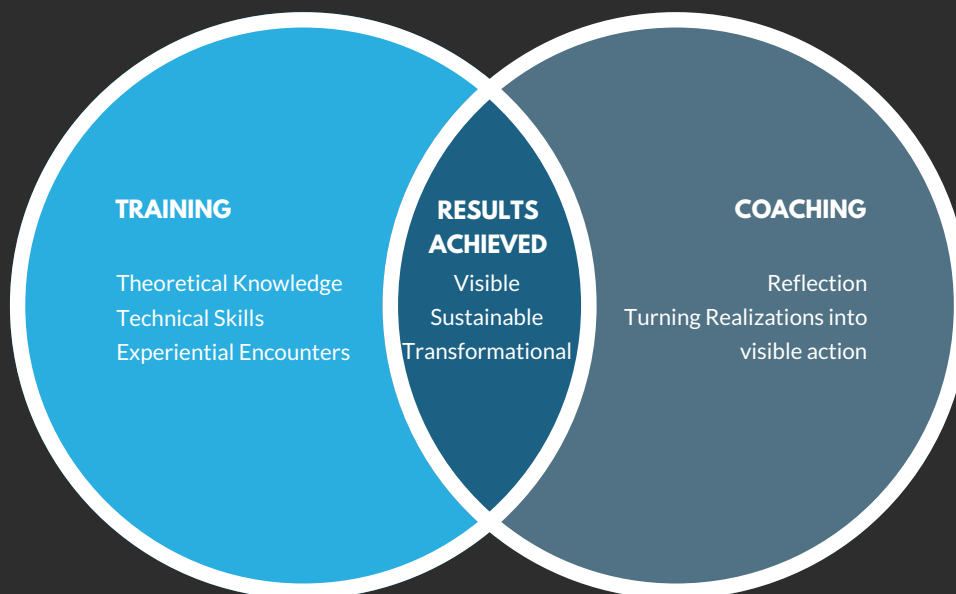 TRAINING
Theoretical Knowledge
Technical Skills
Experiential Encounters
RESULTS
ACHIEVED
Visible
Sustainable
Transformational
COACHING
Reflection
Turning Realizations into
visible action